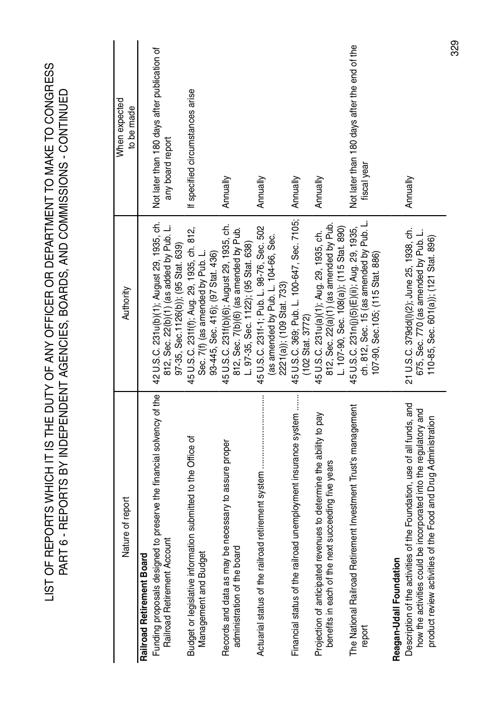 LIST OF REPORTS WHICH IT IS THE DUTY OF ANY OFFICER OR DEPARTMENT TO MAKE TO CONGRESS
PART 6 - REPORTS BY INDEPENDENT AGENCIES, BOARDS, AND COMMISSIONS - CONTINUED
Nature of report
Authority
When expected
to be made
Railroad Retirement Board
Funding proposals designed to preserve the financial solvency of the
Railroad Retirement Account
42 U.S.C. 231u(b)(1); August 29, 1935, ch.
812, Sec. 22(b)(1) (as added by Pub. L.
97-35, Sec.1126(b)); (95 Stat. 639)
Not later than 180 days after publication of
any board report
Budget or legislative information submitted to the Office of
Management and Budget
45 U.S.C. 231f(f); Aug. 29, 1935, ch. 812,
Sec. 7(f) (as amended by Pub. L.
93-445, Sec. 416); (97 Stat. 436)
If specified circumstances arise
Records and data as may be necessary to assure proper
administration of the board
45 U.S.C. 231f(b)(6); August 29, 1935, ch.
812, Sec. 7(b)(6) (as amended by Pub.
L. 97-35, Sec. 1122); (95 Stat. 638)
Annually
Actuarial status of the railroad retirement system
45 U.S.C. 231f-1; Pub. L. 98-76, Sec. 502
(as amended by Pub. L. 104-66, Sec.
2221(a)); (109 Stat. 733)
Annually
Financial status of the railroad unemployment insurance system
45 U.S.C. 369; Pub. L. 100-647, Sec. 7105;
(102 Stat. 3772)
Annually
Projection of anticipated revenues to determine the ability to pay
benefits in each of the next succeeding five years
45 U.S.C. 231u(a)(1); Aug. 29, 1935, ch.
812, Sec. 22(a)(1) (as amended by Pub.
L. 107-90, Sec. 108(a)); (115 Stat. 890)
Annually
The National Railroad Retirement Investment Trust's management
report
45 U.S.C. 231n(j)(5)(E)(ii); Aug. 29, 1935,
ch. 812, Sec. 15 (as amended by Pub. L.
107-90, Sec.105; (115 Stat. 886)
Not later than 180 days after the end of the
fiscal year
Reagan-Udall Foundation
Description of the activities of the Foundation, use of all funds, and
how the activities could be incorporated into the regulatory and
product review activities of the Food and Drug Administration
21 U.S.C. 379dd(l)(2); June 25, 1938, ch.
675, Sec. 770 (as amended by Pub. L.
110-85, Sec. 601(a)); (121 Stat. 896)
Annually
329